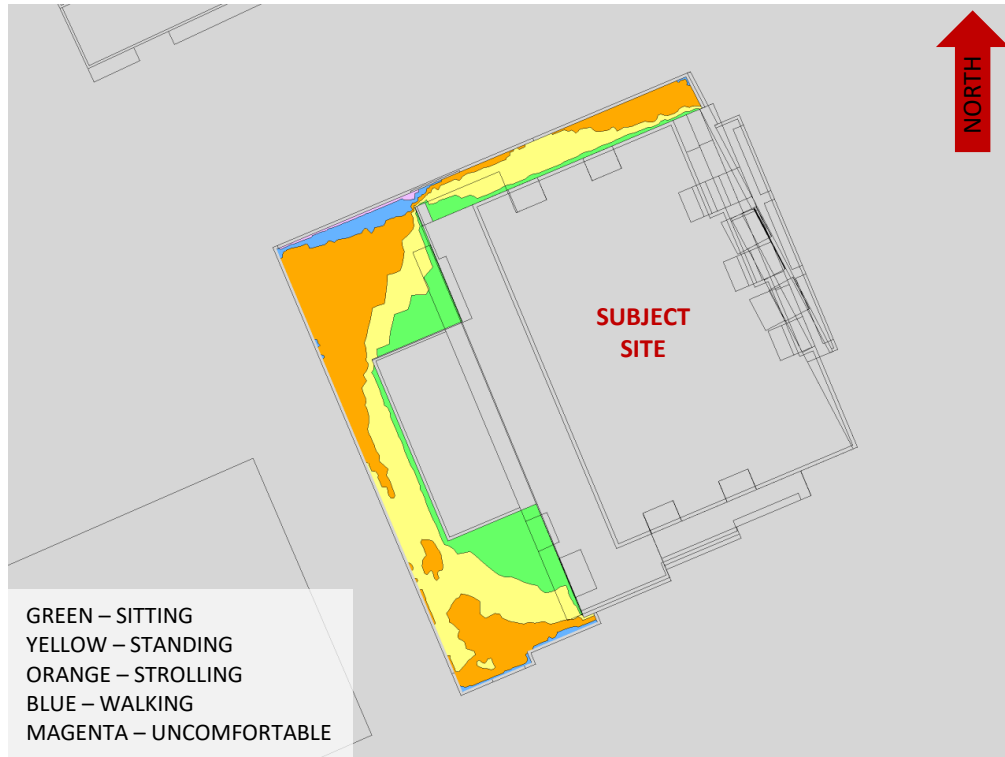 NORTH
SUBJECT
SITE
GREEN – SITTING
YELLOW – STANDING
ORANGE – STROLLING
BLUE – WALKING
MAGENTA – UNCOMFORTABLE